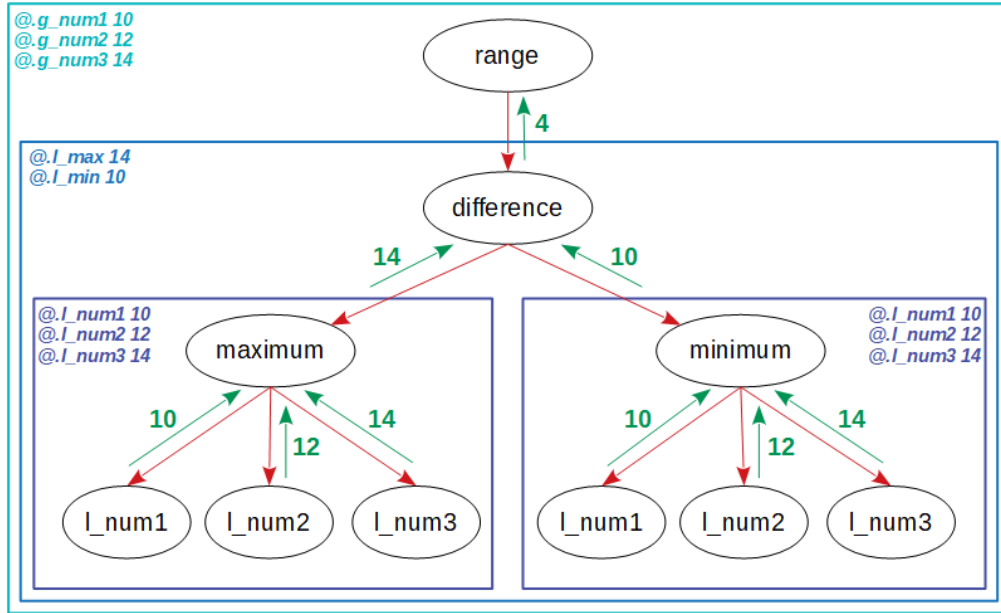 @.g_num1 10
@.g_num2 12
@.g_num3 14
range
4
@.l_max 14
@.l_min 10
difference
14
10
@.l_num1 10
@.l_num2 12
@.l_num3 14
maximum
@.l_num1 10
@.l_num2 12
@.l_num3 14
minimum
10
12
14
10
12
14
l_num1
l_num2
l_num3
l_num1
l_num2
l_num3